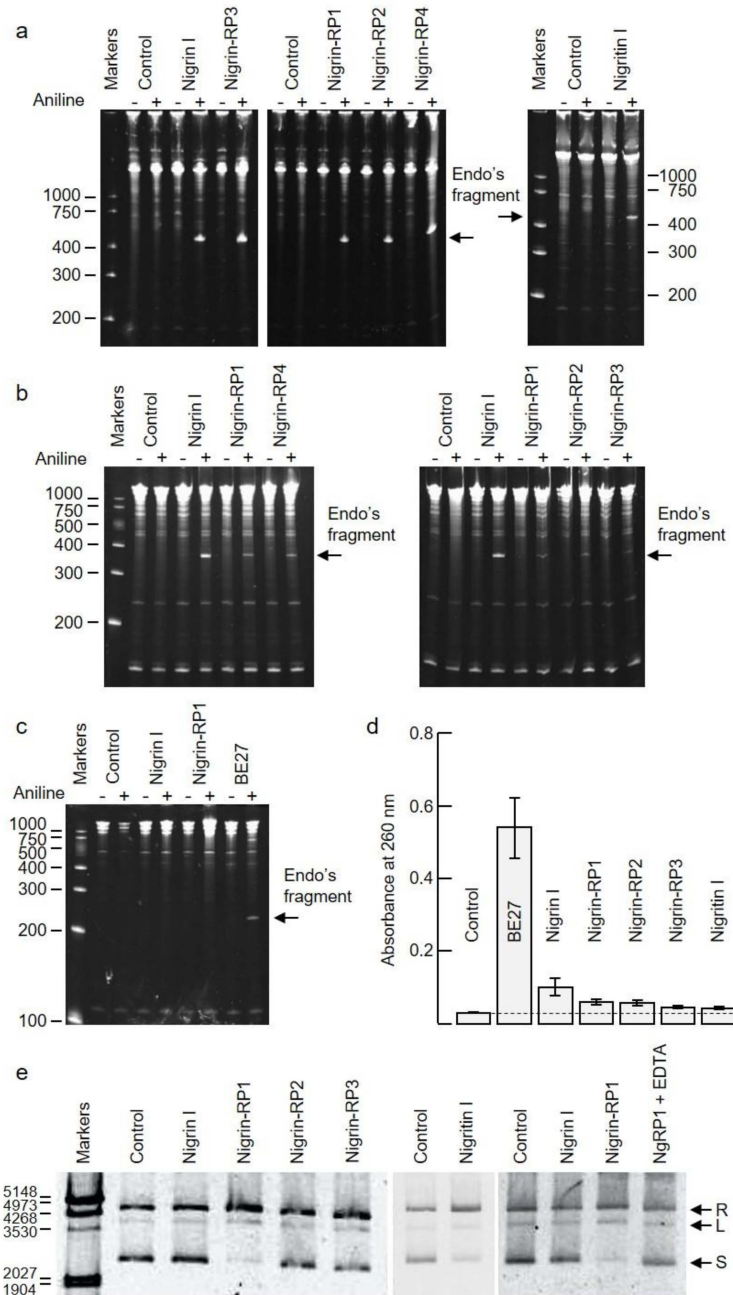 a
Markers
Control
Nigrin I
Nigrin-RP3
Control
Nigrin-RP1
Nigrin-RP2
Nigrin-RP4
Markers
Control
Nigritin I
Aniline - + - + - + - + - + - + - + - + - +
Endo's
fragment
1000
750
400
300
200
1000
750
400
300
200
b
Markers
Control
Nigrin I
Nigrin-RP1
Nigrin-RP4
Control
Nigrin I
Nigrin-RP1
Nigrin-RP2
Nigrin-RP3
Aniline - + - + - + - + - + - + - + - + - +
1000
750
500
400
300
200
Endo's
fragment
Endo's
fragment
c
Markers
Control
Nigrin I
Nigrin-RP1
BE27
Aniline - + - + - + - +
1000
750
500
400
300
200
100
Endo's
fragment
d
Absorbance at 260 nm
0.8
0.6
0.4
0.2
Control
BE27
Nigrin I
Nigrin-RP1
Nigrin-RP2
Nigrin-RP3
Nigritin I
e
Markers
Control
Nigrin I
Nigrin-RP1
Nigrin-RP2
Nigrin-RP3
Control
Nigritin I
Control
Nigrin I
Nigrin-RP1
NgRP1 + EDTA
5148
4973
4268
3530
2027
1904
R
L
S